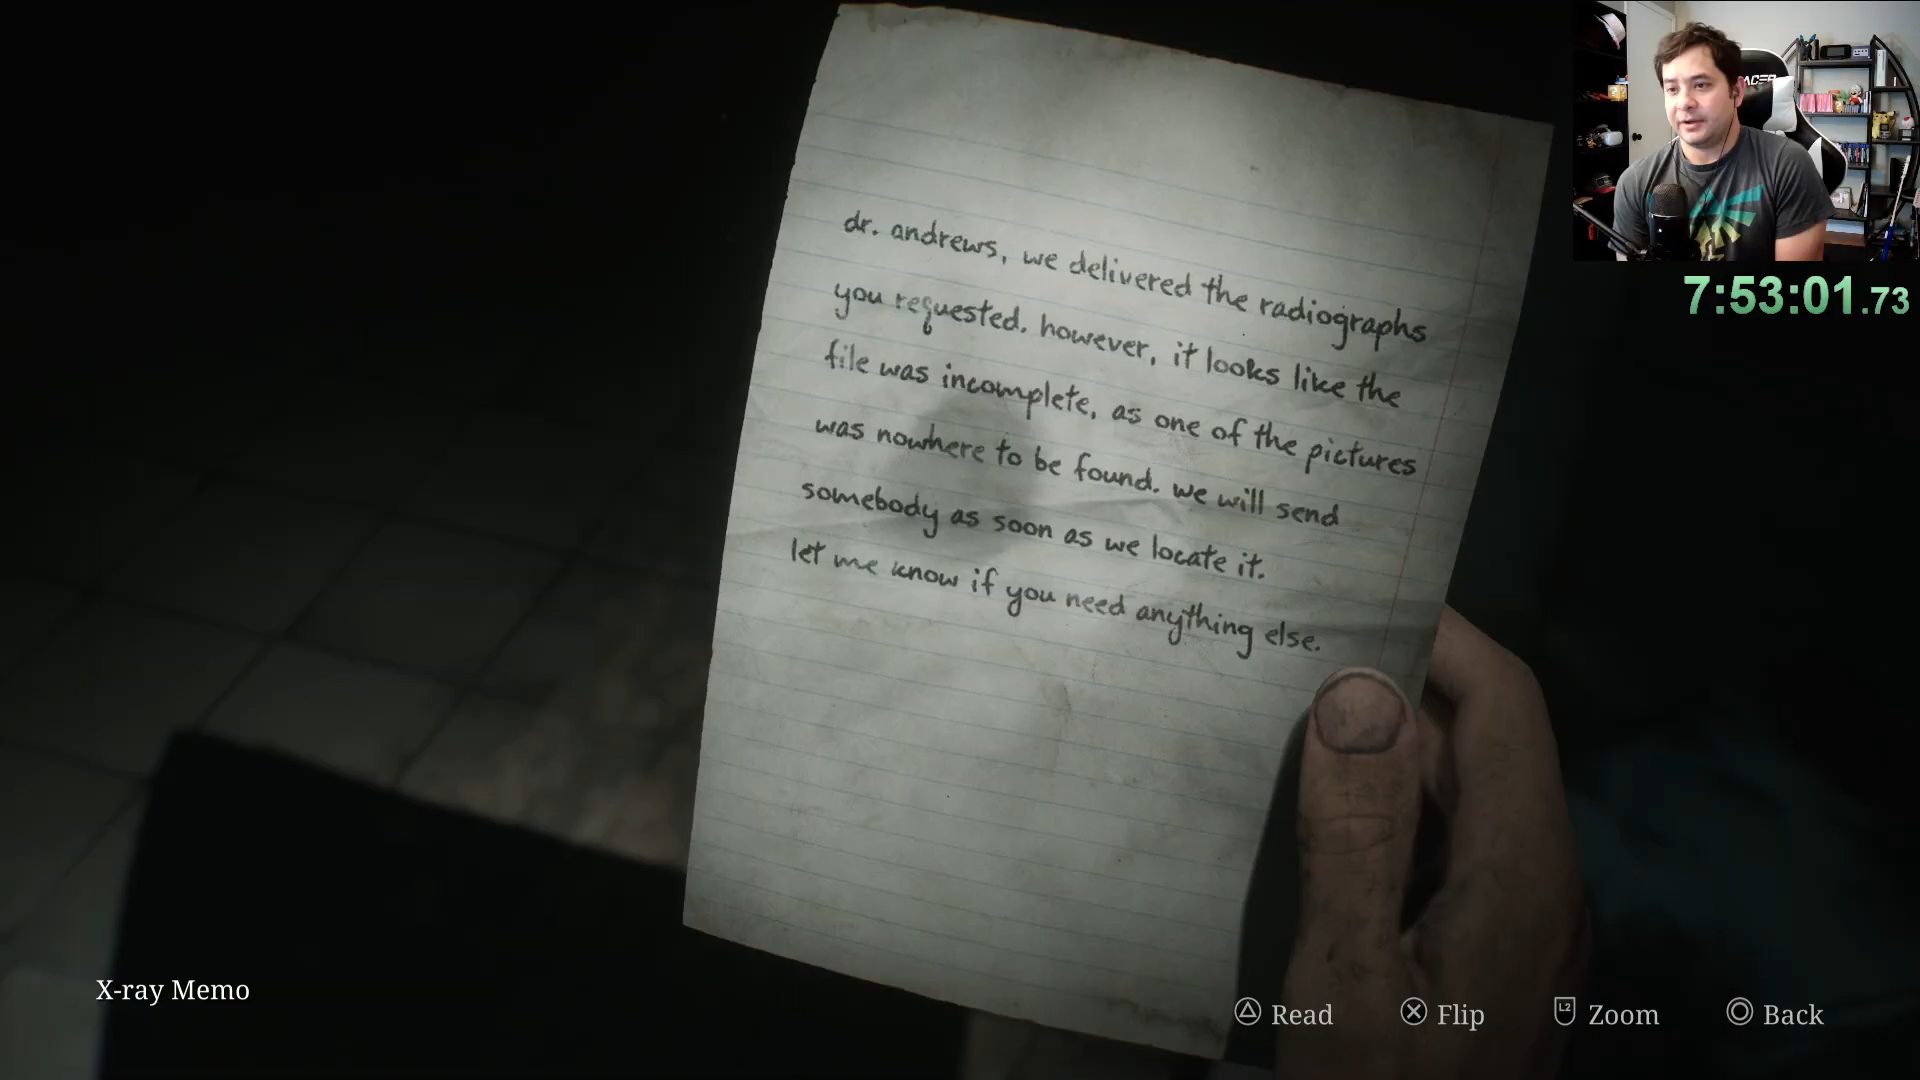 dr. andrews, we delivered the radiographs
you requested. however, it looks like the
file was incomplete, as one of the pictures
was nowhere to be found. we will send
somebody as soon as we locate it.
let me know if you need anything else.
7:53:01.73
X-ray Memo
Read
Flip
L2 Zoom
Back